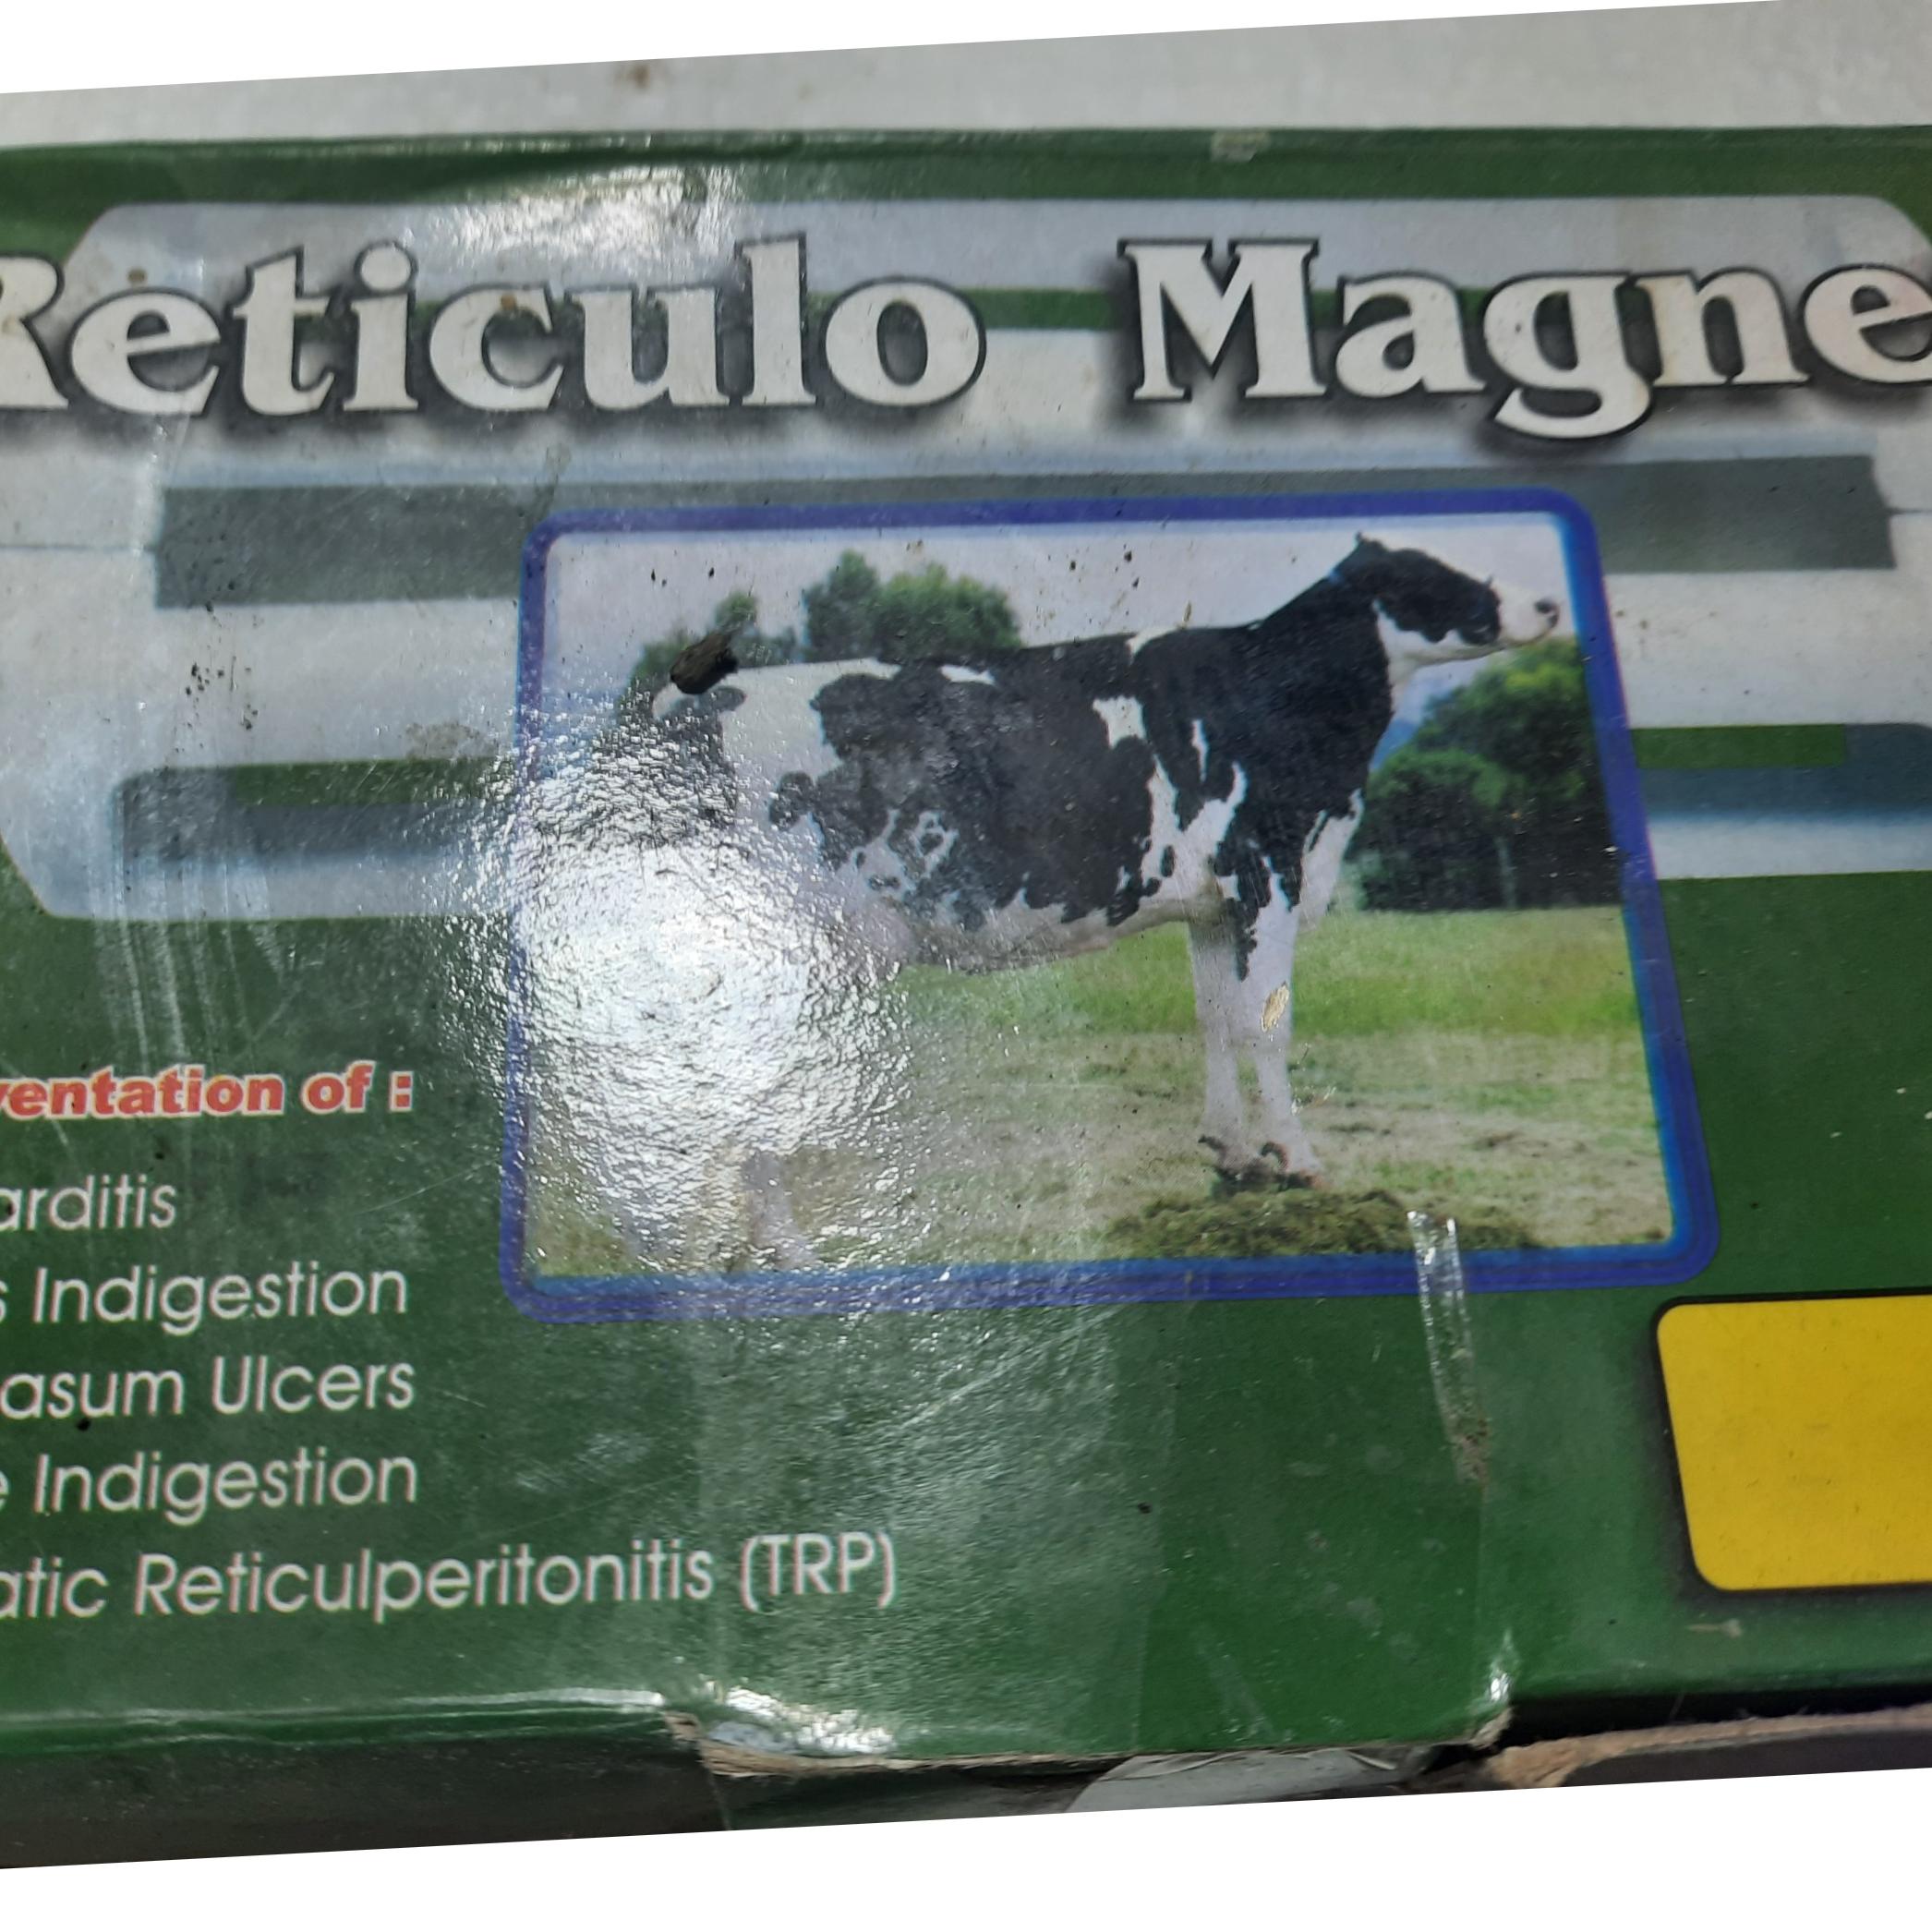 Reticulo Magne
ventation of :
arditis
s Indigestion
asum Ulcers
e Indigestion
atic Reticulperitonitis (TRP)